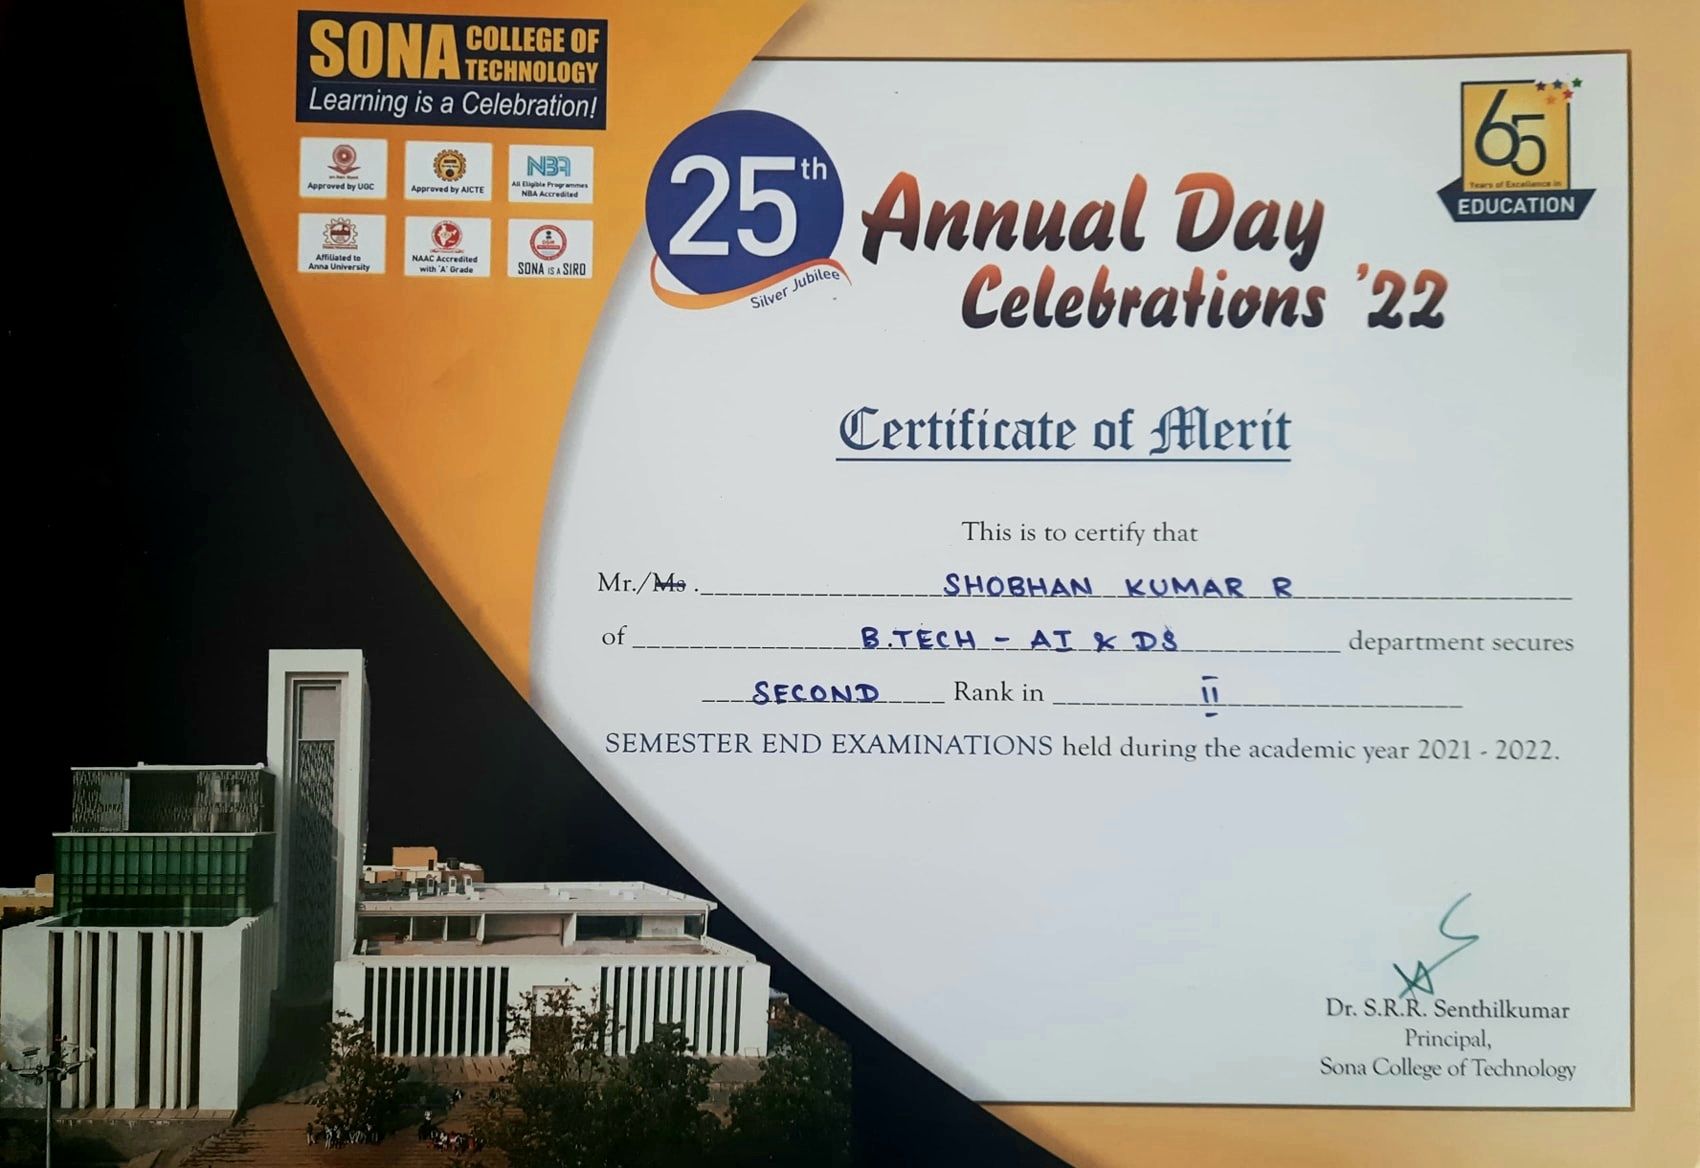 SONA COLLEGE OF TECHNOLOGY
Learning is a Celebration!
Approved by UGC
Approved by AICTE
NBA
All Eligible Programmes
NBA Accredited
Affiliated to
Anna University
NAAC Accredited
with 'A' Grade
SONA IS A SIRO
25th
Silver Jubilee
Annual Day
Celebrations '22
65
Years of Excellence in
EDUCATION
Certificate of Merit
This is to certify that
Mr./Ms . SHOBHAN KUMAR R
of B.TECH - AI & DS department secures
SECOND Rank in II
SEMESTER END EXAMINATIONS held during the academic year 2021 - 2022.
Dr. S.R.R. Senthilkumar
Principal,
Sona College of Technology